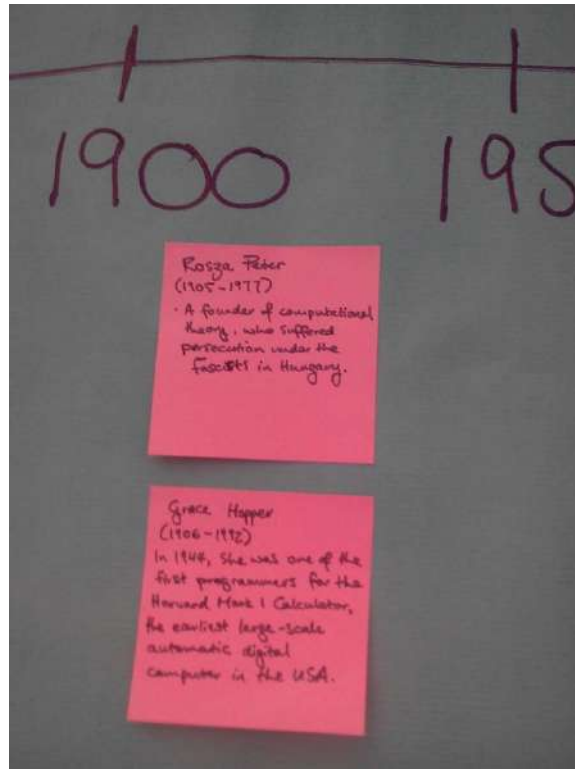 1900
195
Rosza Peter
(1905-1977)
· A founder of computational
theory, who suffered
persecution under the
fascists in Hungary.
Grace Hopper
(1906-1992)
In 1944, she was one of the
first programmers for the
Harvard Mark 1 Calculator,
the earliest large-scale
automatic digital
computer in the USA.